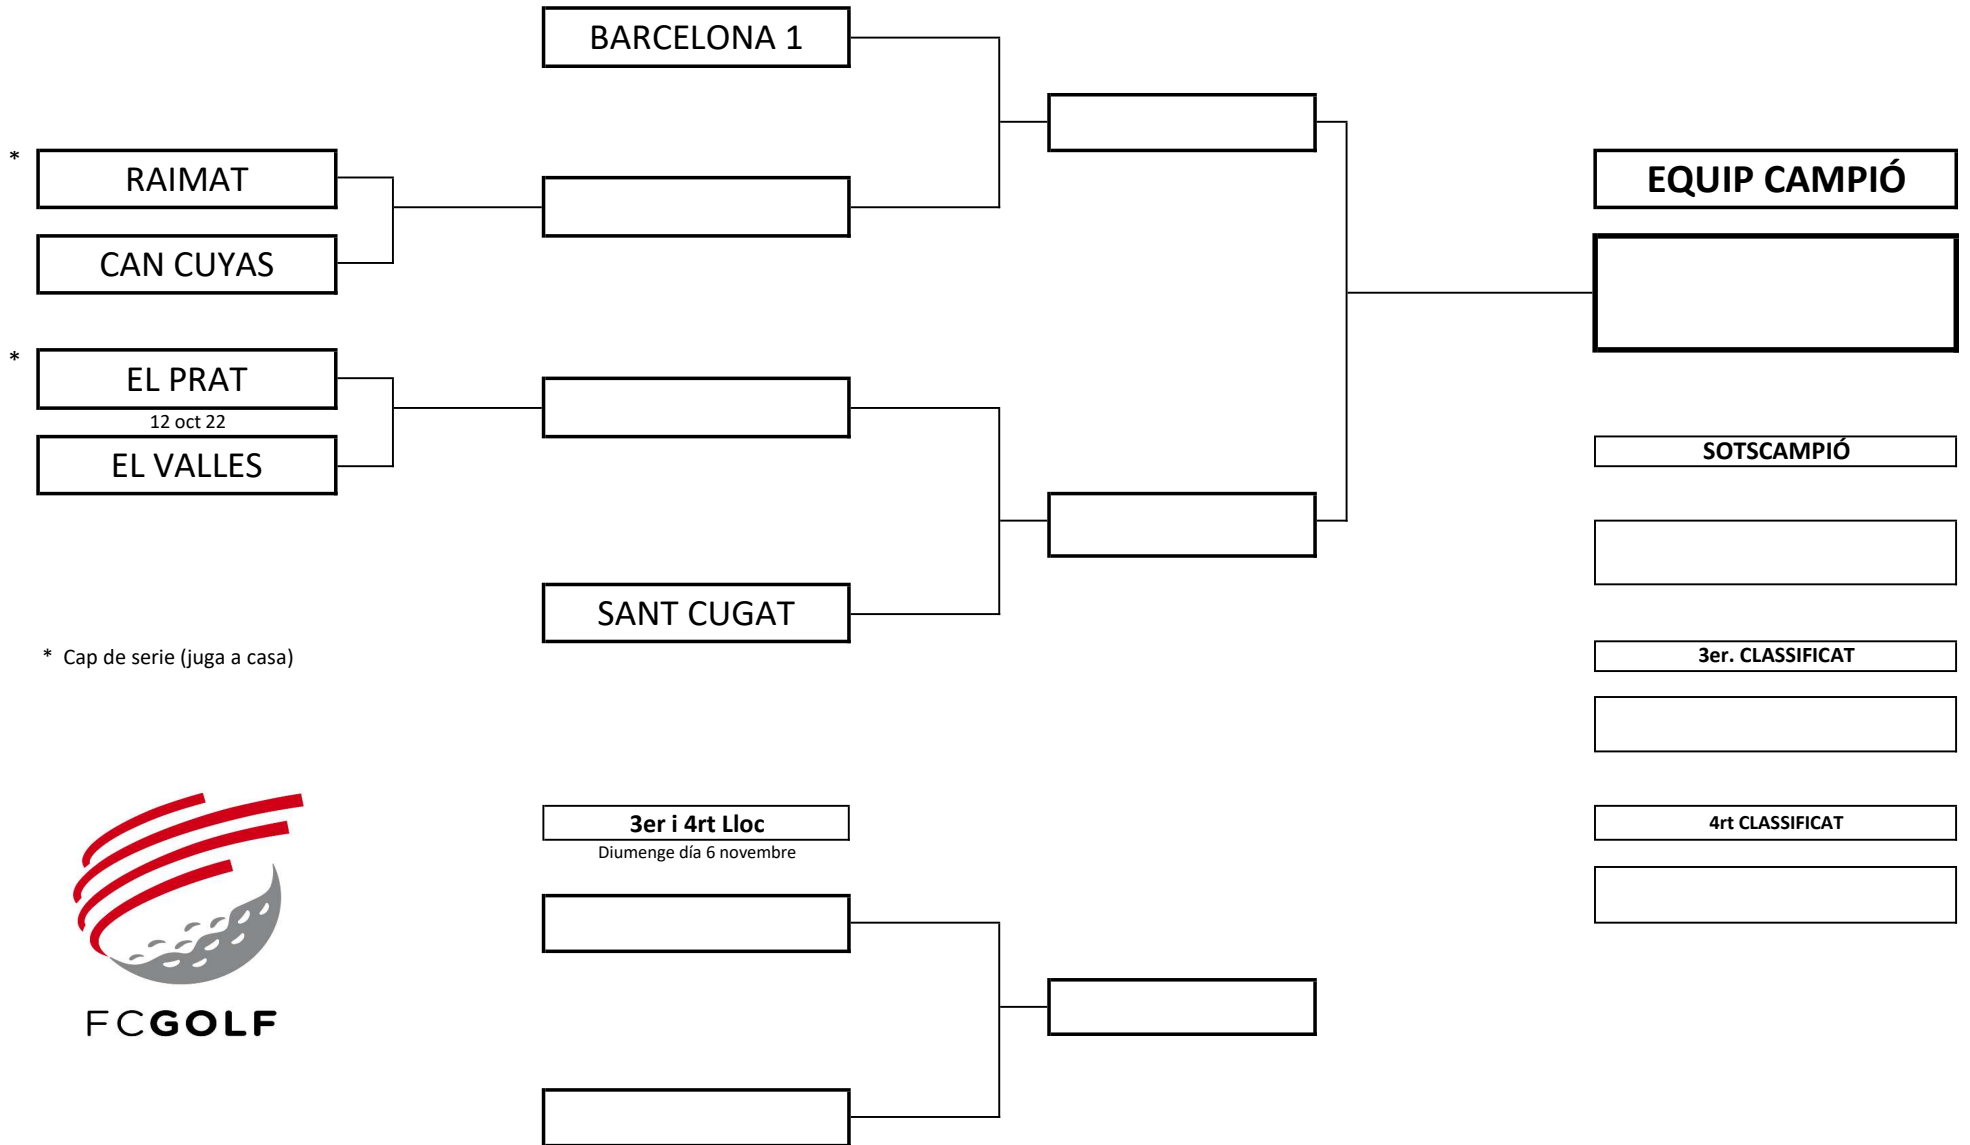 BARCELONA 1
*
RAIMAT
CAN CUYAS
*
EL PRAT
12 oct 22
EL VALLES
SANT CUGAT
* Cap de serie (juga a casa)
EQUIP CAMPIÓ
SOTSCAMPIÓ
3er. CLASSIFICAT
4rt CLASSIFICAT
3er i 4rt Lloc
Diumenge día 6 novembre
FCGOLF